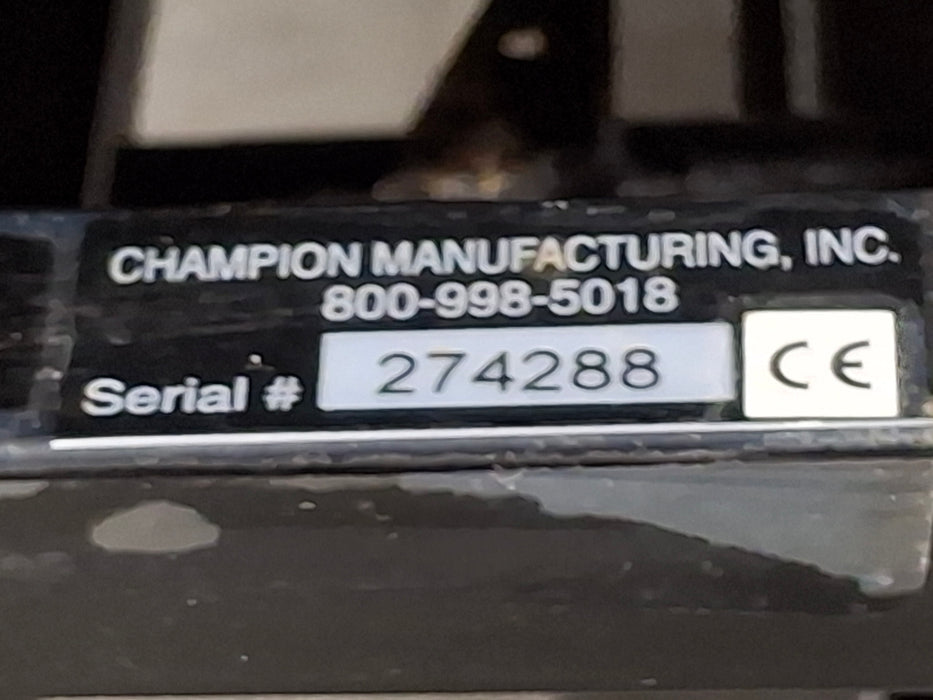 CHAMPION MANUFACTURING, INC.
800-998-5018
Serial # 274288 CE